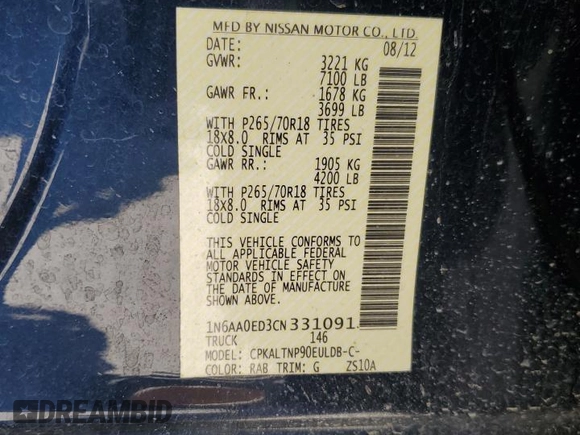 MFD BY NISSAN MOTOR CO., LTD.
DATE: 08/12
GVWR: 3221 KG
7100 LB
GAWR FR.: 1678 KG
3699 LB
WITH P265/70R18 TIRES
18X8.0 RIMS AT 35 PSI
COLD SINGLE
GAWR RR.: 1905 KG
4200 LB
WITH P265/70R18 TIRES
18X8.0 RIMS AT 35 PSI
COLD SINGLE
THIS VEHICLE CONFORMS TO
ALL APPLICABLE FEDERAL
MOTOR VEHICLE SAFETY
STANDARDS IN EFFECT ON
THE DATE OF MANUFACTURE
SHOWN ABOVE.
1N6AA0ED3CN331091
TRUCK 146
MODEL: CPKALTNP90EULDB-C-
COLOR: RAB TRIM: G ZS10A
DREAMBID